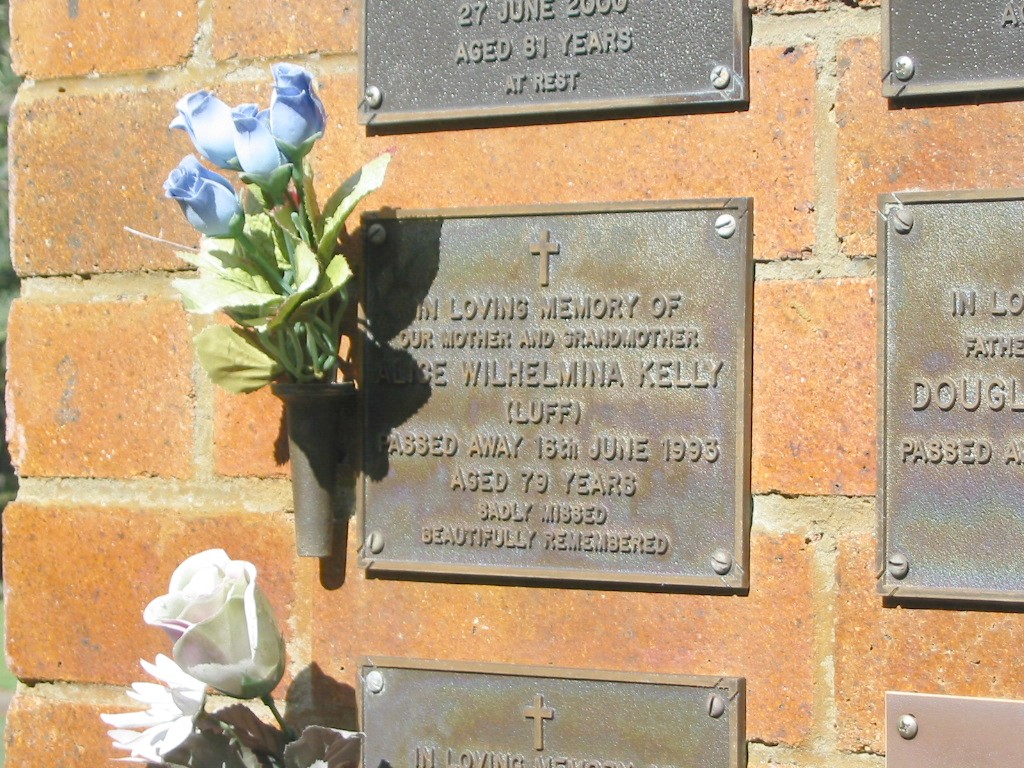 27 JUNE 2000
AGED 81 YEARS
AT REST
IN LOVING MEMORY OF
OUR MOTHER AND GRANDMOTHER
ALICE WILHELMINA KELLY
(LUFF)
PASSED AWAY 16th JUNE 1993
AGED 79 YEARS
SADLY MISSED
BEAUTIFULLY REMEMBERED
IN LO
FATHE
DOUGL
PASSED A
IN LOVING MEMORY OF